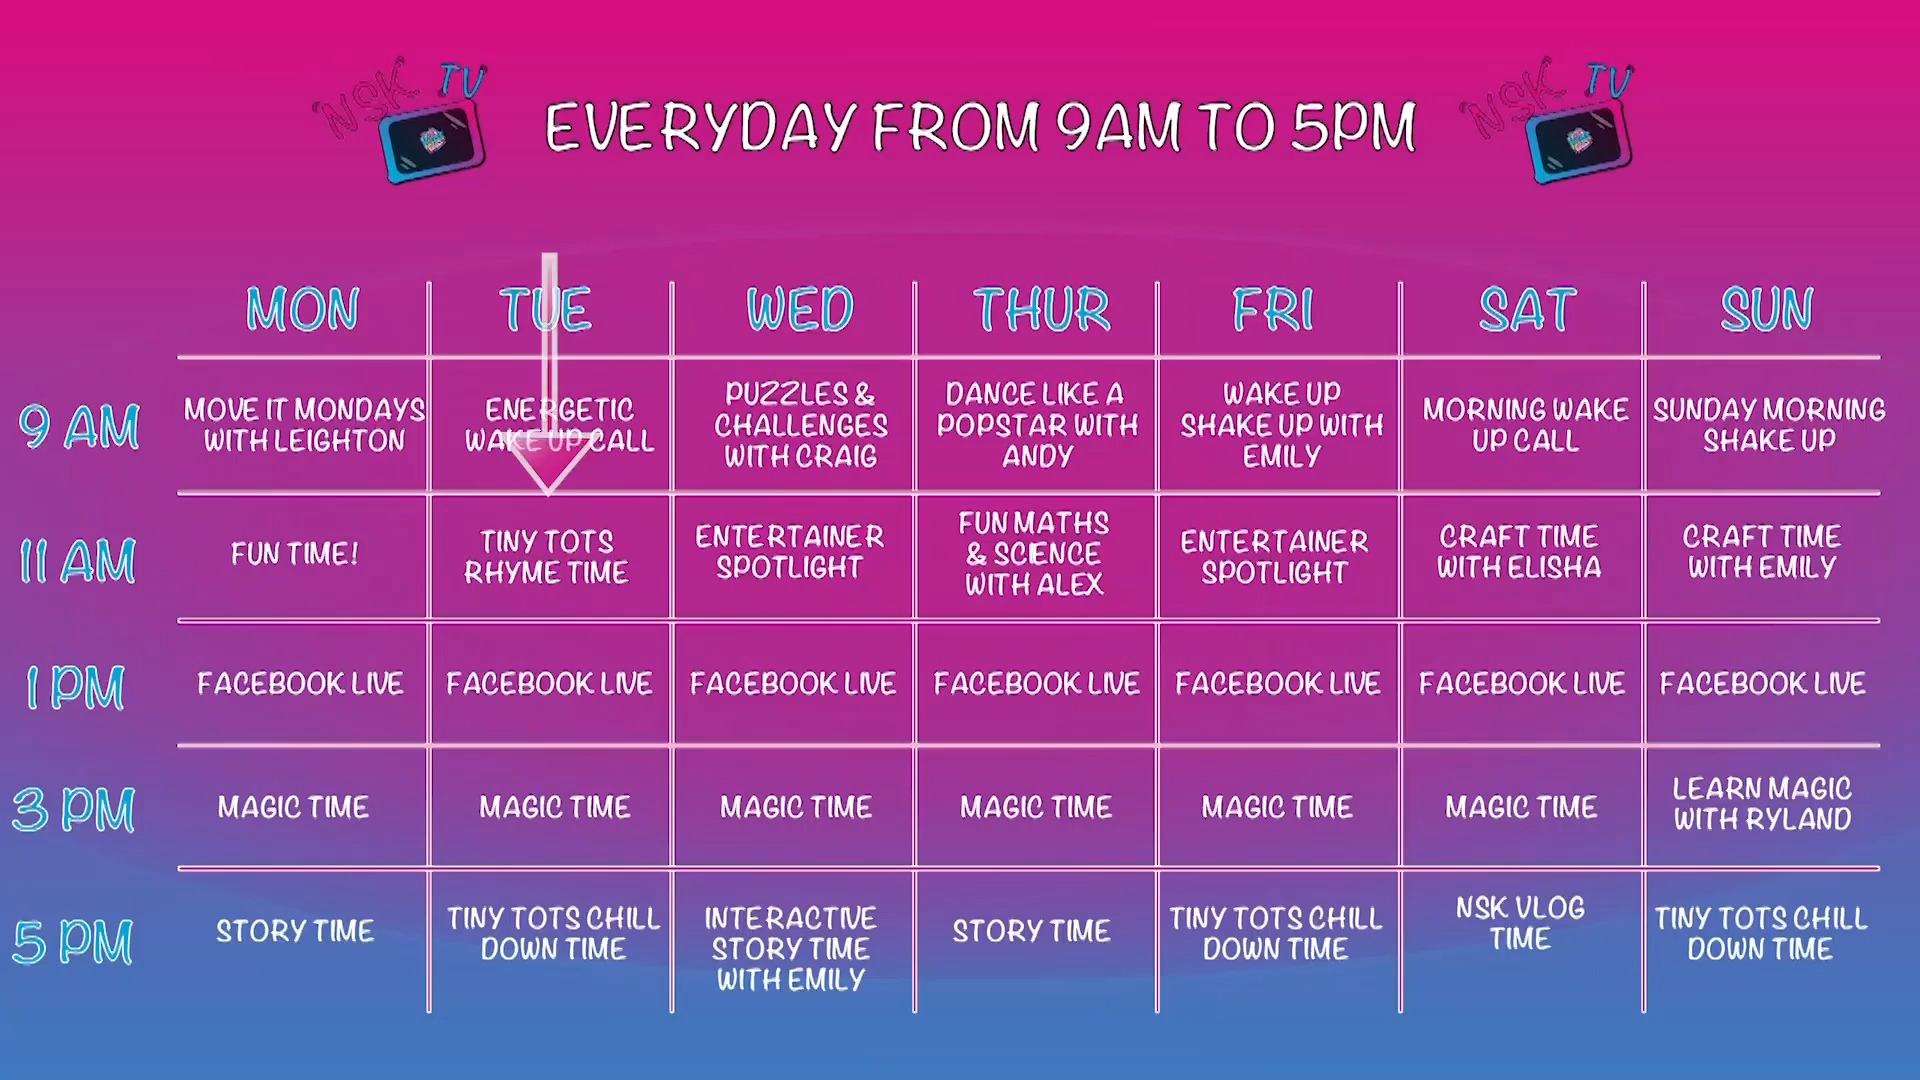 NSK TV
EVERYDAY FROM 9AM TO 5PM
NSK TV
MON TUE WED THUR FRI SAT SUN
9 AM
MOVE IT MONDAYS
WITH LEIGHTON
ENERGETIC
WAKE UP CALL
PUZZLES &
CHALLENGES
WITH CRAIG
DANCE LIKE A
POPSTAR WITH
ANDY
WAKE UP
SHAKE UP WITH
EMILY
MORNING WAKE
UP CALL
SUNDAY MORNING
SHAKE UP
11 AM
FUN TIME!
TINY TOTS
RHYME TIME
ENTERTAINER
SPOTLIGHT
FUN MATHS
& SCIENCE
WITH ALEX
ENTERTAINER
SPOTLIGHT
CRAFT TIME
WITH ELISHA
CRAFT TIME
WITH EMILY
1 PM
FACEBOOK LIVE
FACEBOOK LIVE
FACEBOOK LIVE
FACEBOOK LIVE
FACEBOOK LIVE
FACEBOOK LIVE
FACEBOOK LIVE
3 PM
MAGIC TIME
MAGIC TIME
MAGIC TIME
MAGIC TIME
MAGIC TIME
MAGIC TIME
LEARN MAGIC
WITH RYLAND
5 PM
STORY TIME
TINY TOTS CHILL
DOWN TIME
INTERACTIVE
STORY TIME
WITH EMILY
STORY TIME
TINY TOTS CHILL
DOWN TIME
NSK VLOG
TIME
TINY TOTS CHILL
DOWN TIME